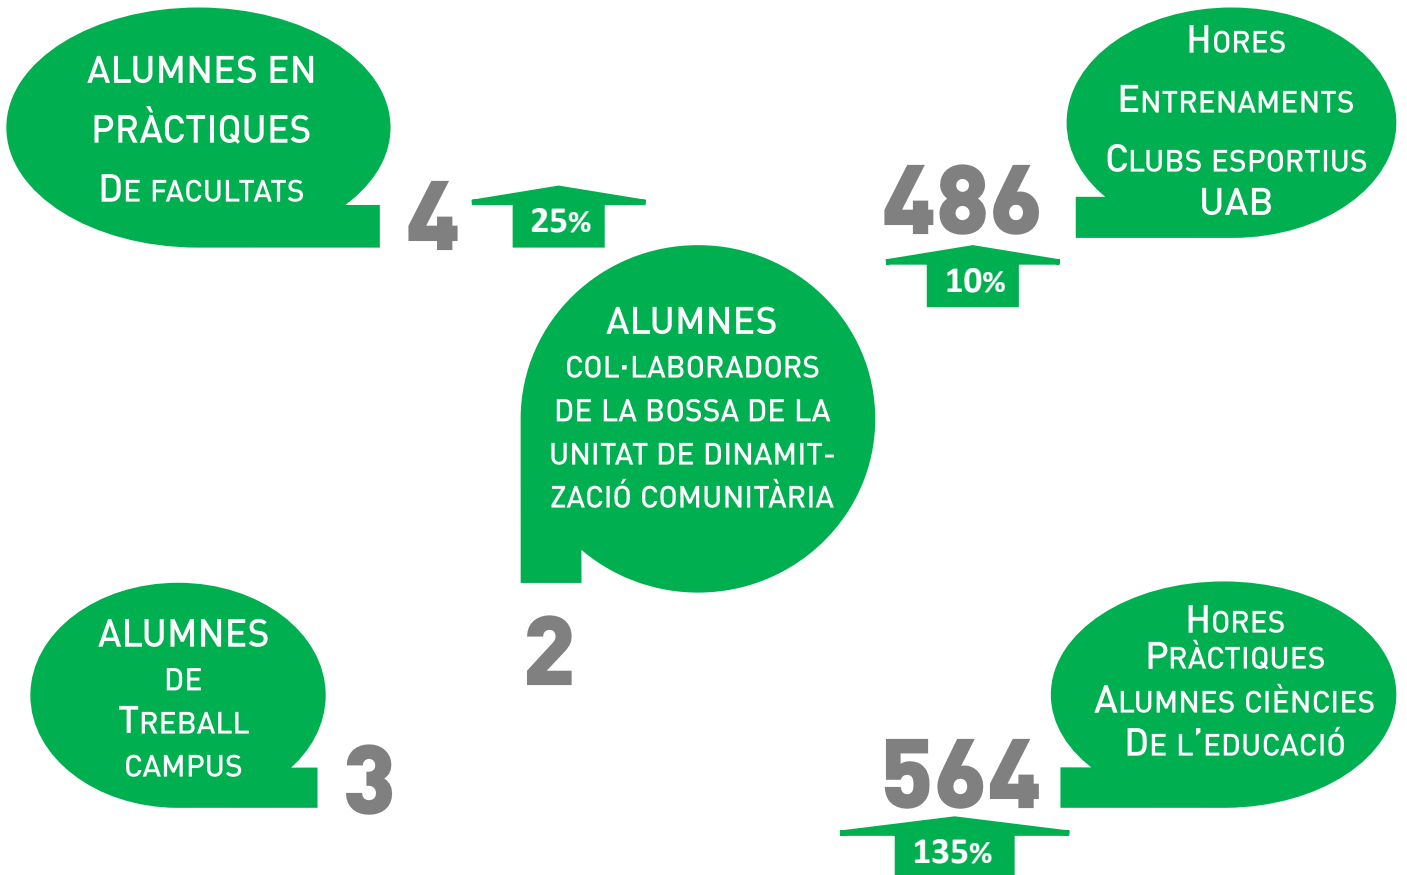 ALUMNES EN
PRÀCTIQUES
DE FACULTATS
4
25%
HORES
ENTRENAMENTS
CLUBS ESPORTIUS
UAB
486
10%
ALUMNES
COL·LABORADORS
DE LA BOSSA DE LA
UNITAT DE DINAMIT-
ZACIÓ COMUNITÀRIA
2
ALUMNES
DE
TREBALL
CAMPUS
3
HORES
PRÀCTIQUES
ALUMNES CIÈNCIES
DE L'EDUCACIÓ
564
135%